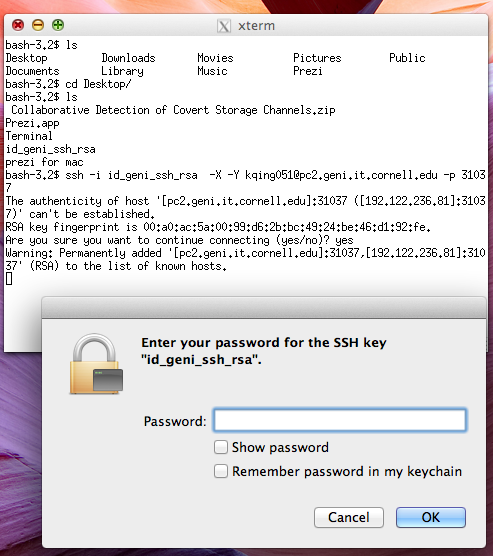 xterm
bash-3.2$ ls
Desktop Downloads Movies Pictures Public
Documents Library Music Prezi
bash-3.2$ cd Desktop/
bash-3.2$ ls
Collaborative Detection of Covert Storage Channels.zip
Prezi.app
Terminal
id_geni_ssh_rsa
prezi for mac
bash-3.2$ ssh -i id_geni_ssh_rsa -X -Y kqing051@pc2.geni.it.cornell.edu -p 3103
7
The authenticity of host '[pc2.geni.it.cornell.edu]:31037 ([192.122.236.81]:3103
7)' can't be established.
RSA key fingerprint is 00:a0:ac:5a:00:99:d6:2b:bc:49:24:be:46:d1:92:fe.
Are you sure you want to continue connecting (yes/no)? yes
Warning: Permanently added '[pc2.geni.it.cornell.edu]:31037,[192.122.236.81]:310
37' (RSA) to the list of known hosts.
Enter your password for the SSH key
"id_geni_ssh_rsa".
Password:
Show password
Remember password in my keychain
Cancel OK